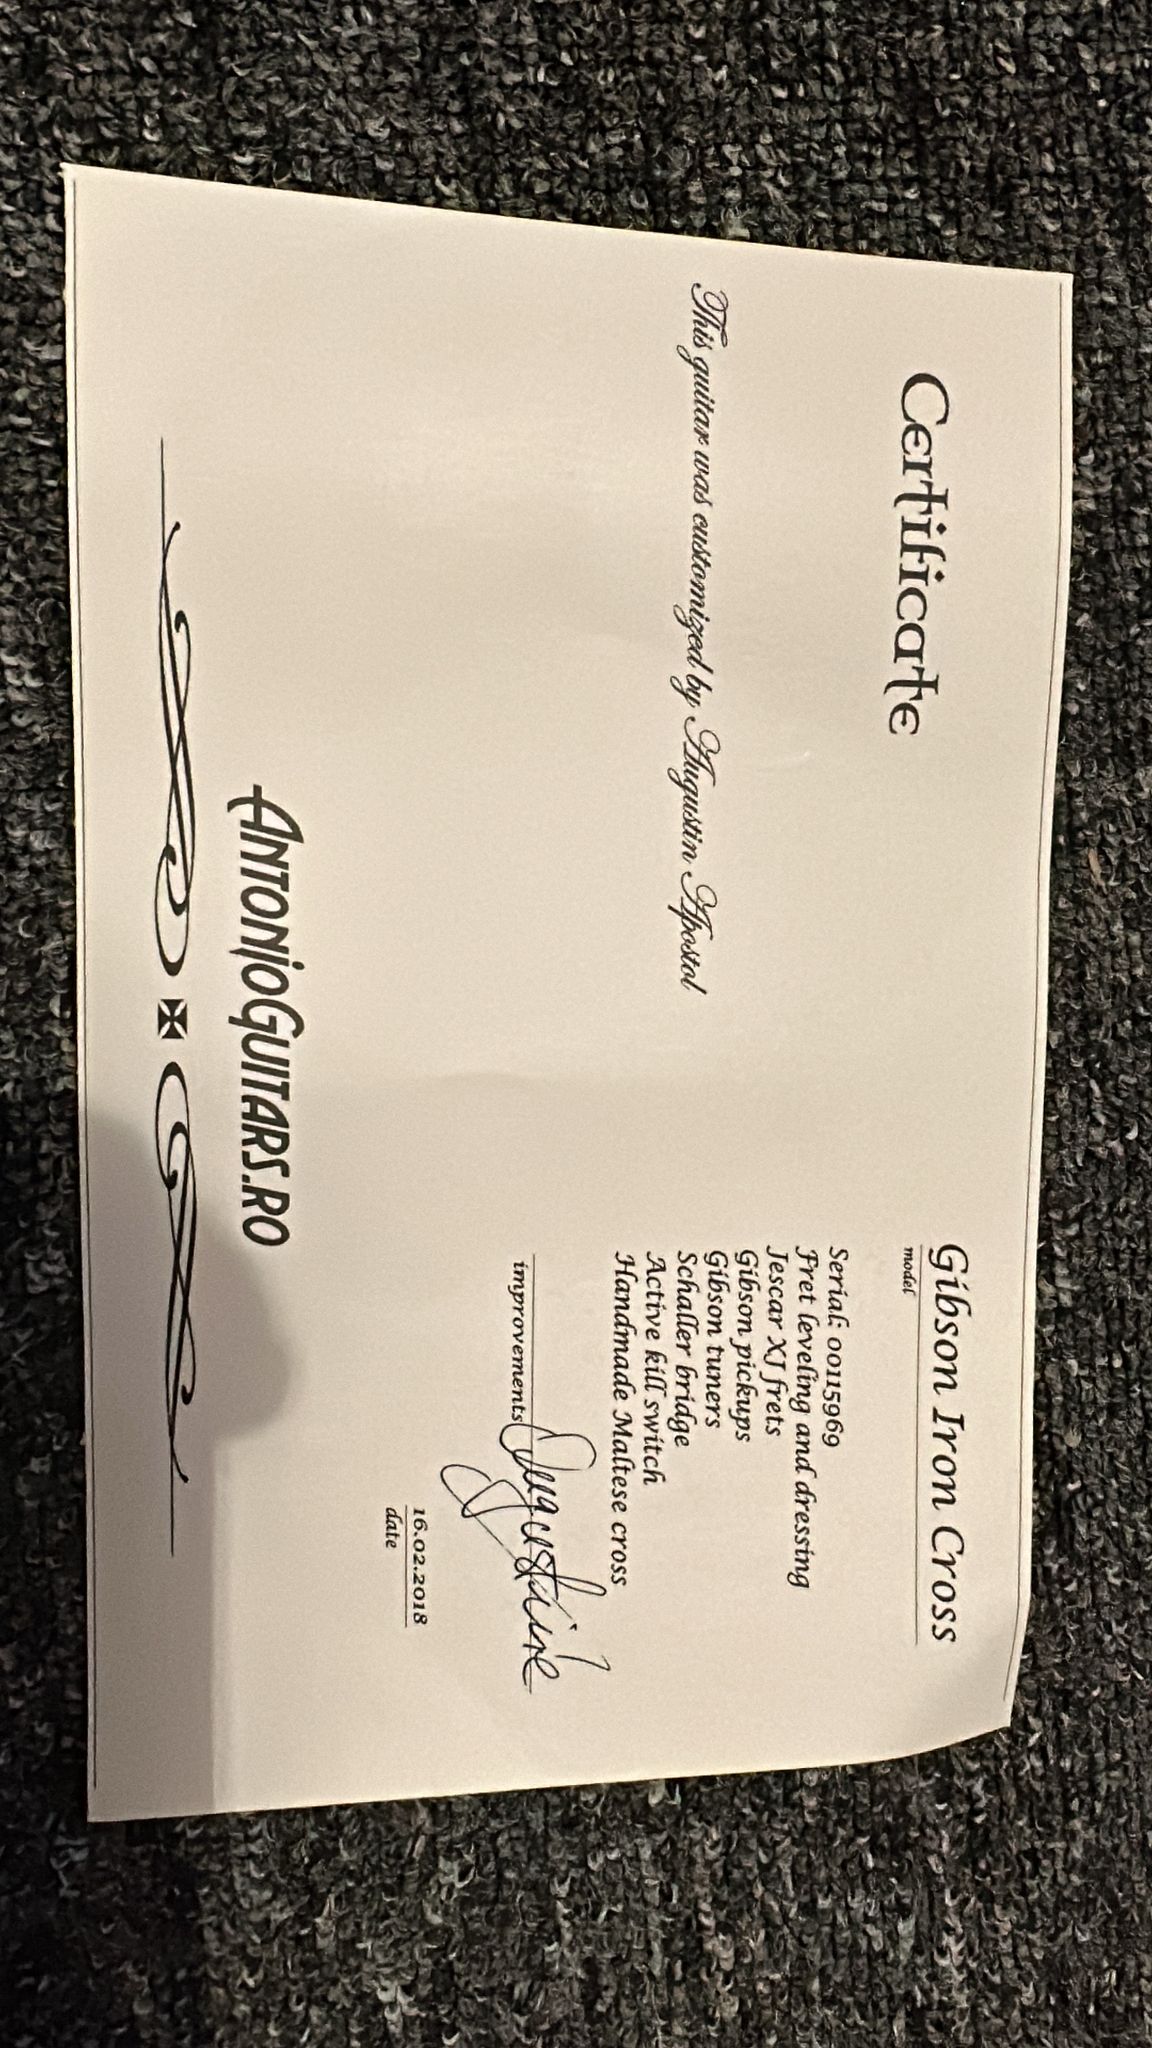 Certificate
This guitar was customized by Augustin Apostol
Gibson Iron Cross
model
Serial: 00115969
Fret leveling and dressing
Jescar XJ frets
Gibson pickups
Gibson tuners
Schaller bridge
Active kill switch
Handmade Maltese cross
improvements
16.02.2018
date
ANTONIOGUITARS.RO